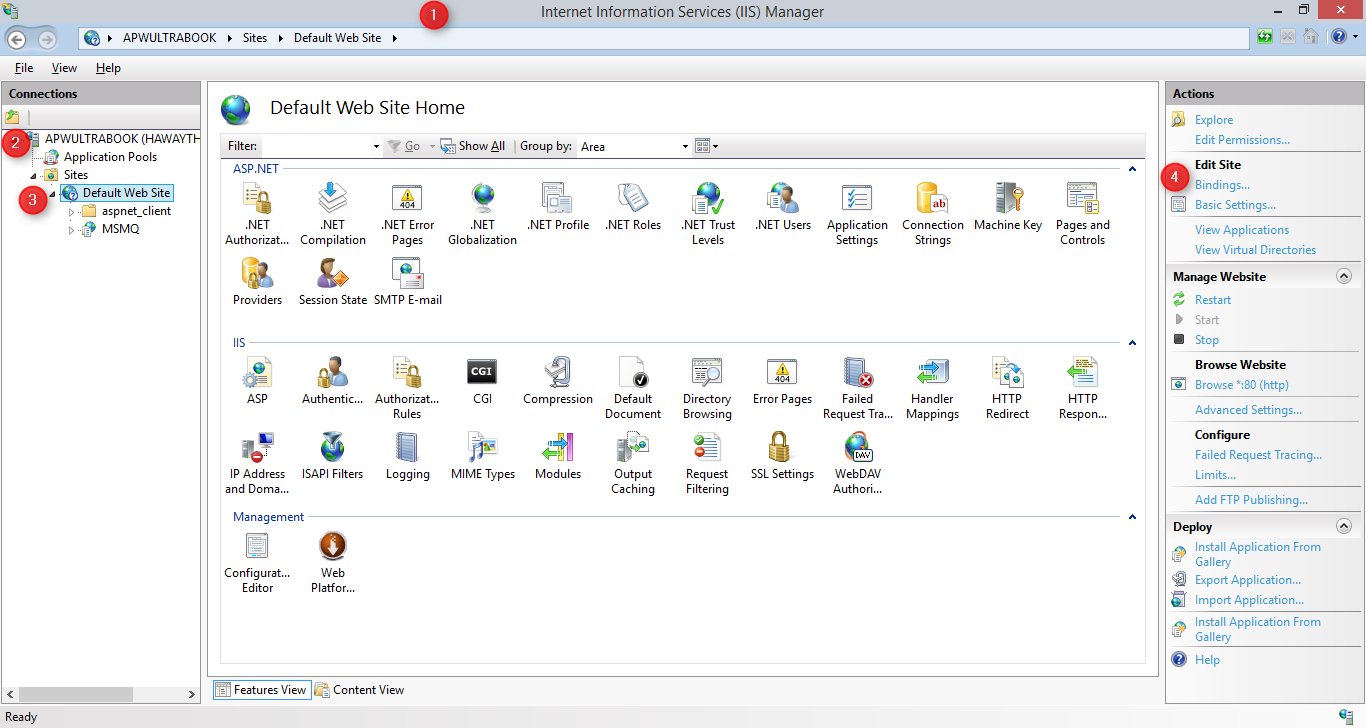 1
Internet Information Services (IIS) Manager
APWULTRABOOK Sites Default Web Site
File View Help
Connections
2
APWULTRABOOK (HAWAYTH
Application Pools
Sites
3
Default Web Site
aspnet_client
MSMQ
Default Web Site Home
Filter: Go Show All Group by: Area
ASP.NET
.NET Authorizat...
.NET Compilation
.NET Error Pages
.NET Globalization
.NET Profile
.NET Roles
.NET Trust Levels
.NET Users
Application Settings
Connection Strings
Machine Key
Pages and Controls
Providers
Session State
SMTP E-mail
IIS
ASP
Authentic...
Authorizat... Rules
CGI
Compression
Default Document
Directory Browsing
Error Pages
Failed Request Tra...
Handler Mappings
HTTP Redirect
HTTP Respon...
IP Address and Doma...
ISAPI Filters
Logging
MIME Types
Modules
Output Caching
Request Filtering
SSL Settings
WebDAV Authori...
Management
Configurat... Editor
Web Platfor...
Features View Content View
Actions
Explore
Edit Permissions...
Edit Site
4
Bindings...
Basic Settings...
View Applications
View Virtual Directories
Manage Website
Restart
Start
Stop
Browse Website
Browse *:80 (http)
Advanced Settings...
Configure
Failed Request Tracing...
Limits...
Add FTP Publishing...
Deploy
Install Application From
Gallery
Export Application...
Import Application...
Install Application From
Gallery
Help
Ready